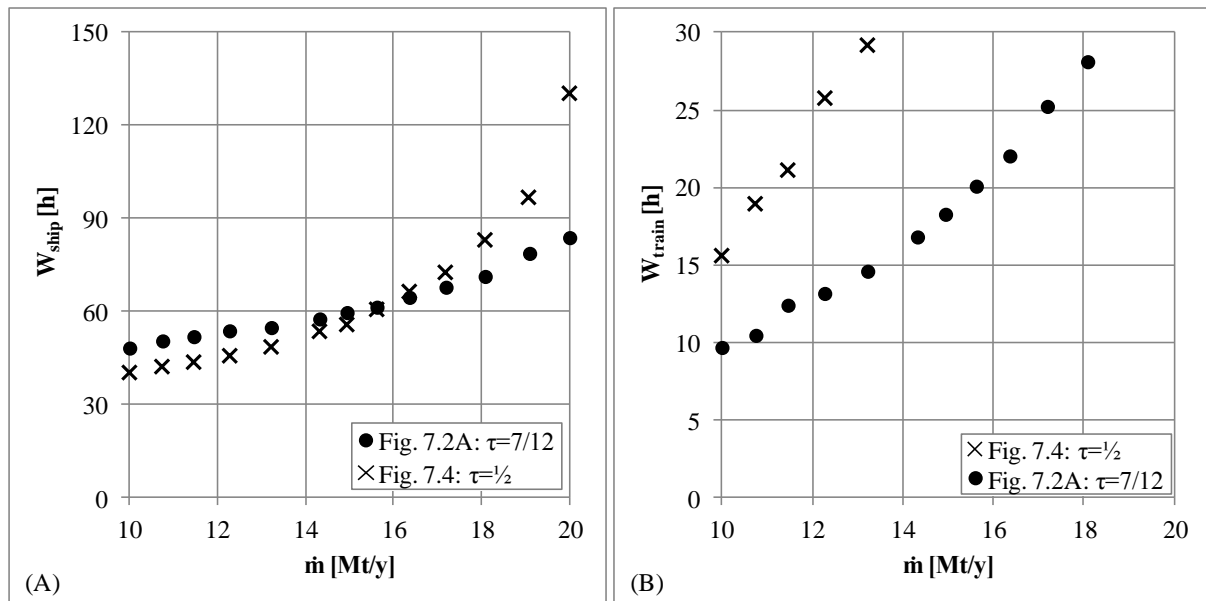 150
120
90
60
30
0
W_ship [h]
● Fig. 7.2A: τ=7/12
× Fig. 7.4: τ=½
10 12 14 16 18 20
ṁ [Mt/y]
(A)
30
25
20
15
10
5
0
W_train [h]
× Fig. 7.4: τ=½
● Fig. 7.2A: τ=7/12
10 12 14 16 18 20
ṁ [Mt/y]
(B)